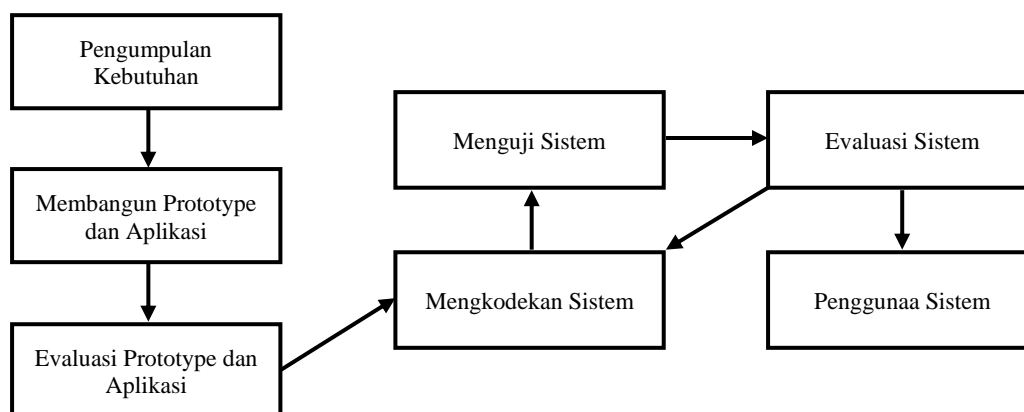 Pengumpulan
Kebutuhan
Membangun Prototype
dan Aplikasi
Evaluasi Prototype dan
Aplikasi
Mengkodekan Sistem
Menguji Sistem
Evaluasi Sistem
Penggunaa Sistem